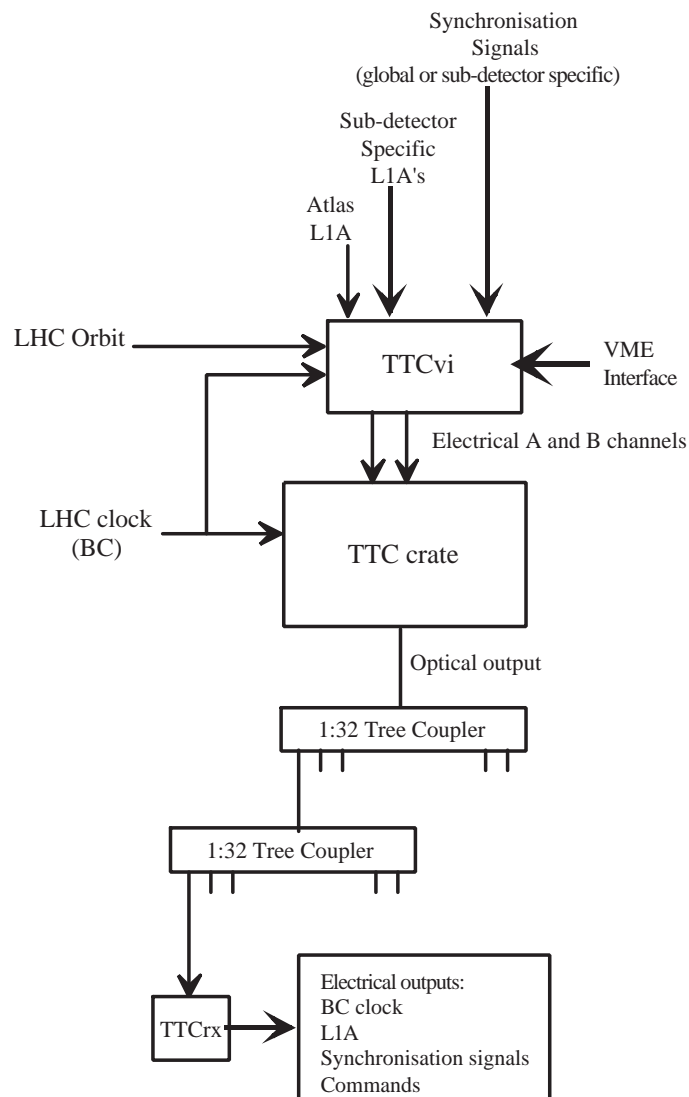 Synchronisation
Signals
(global or sub-detector specific)
Sub-detector
Specific
L1A's
Atlas
L1A
LHC Orbit
TTCvi
VME
Interface
Electrical A and B channels
LHC clock
(BC)
TTC crate
Optical output
1:32 Tree Coupler
1:32 Tree Coupler
TTCrx
Electrical outputs:
BC clock
L1A
Synchronisation signals
Commands